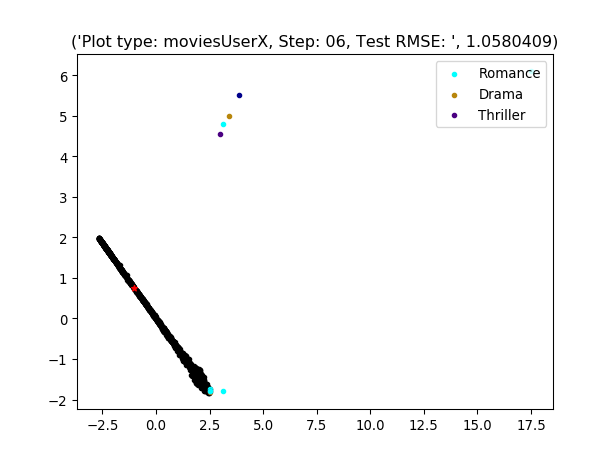 ('Plot type: moviesUserX, Step: 06, Test RMSE: ', 1.0580409)
Romance
Drama
Thriller
6
5
4
3
2
1
0
−1
−2
−2.5 0.0 2.5 5.0 7.5 10.0 12.5 15.0 17.5